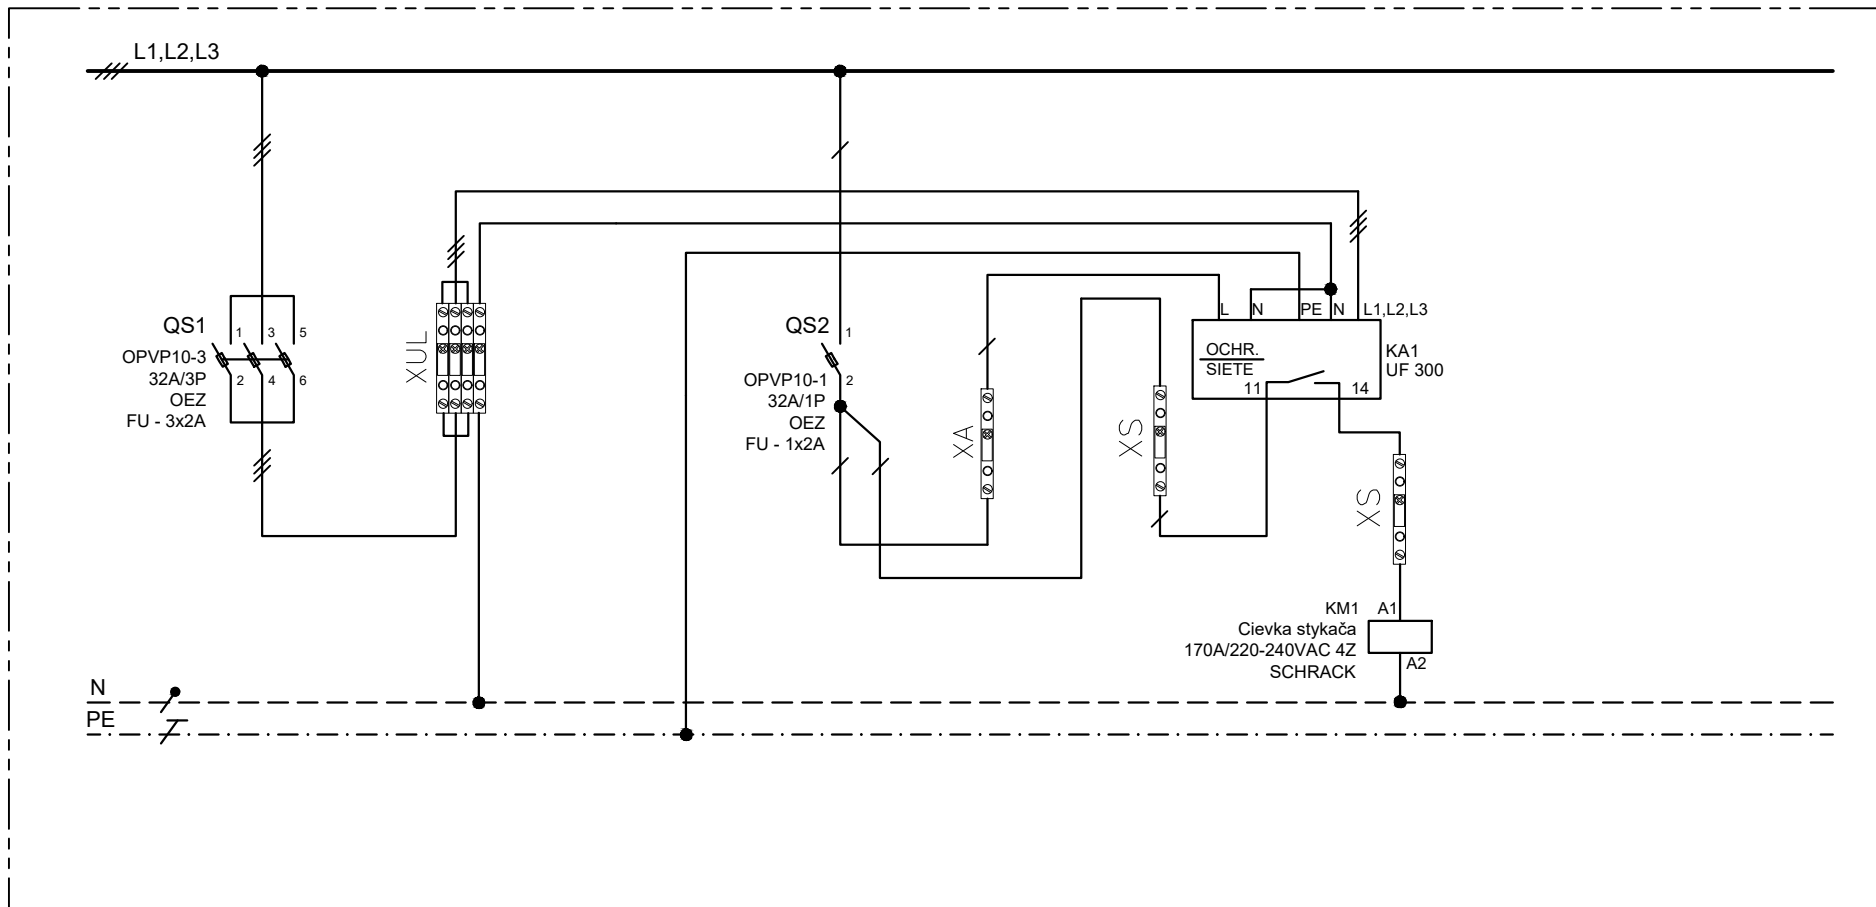 L1,L2,L3
QS1
1
3
5
OPVP10-3
32A/3P
OEZ
FU - 3x2A
2
4
6
XUL
QS2
1
OPVP10-1
32A/1P
OEZ
FU - 1x2A
2
XA
XS
L
N
PE
N
L1,L2,L3
OCHR.
SIETE
11
14
KA1
UF 300
XS
KM1
A1
Cievka stykača
170A/220-240VAC 4Z
SCHRACK
A2
N
PE